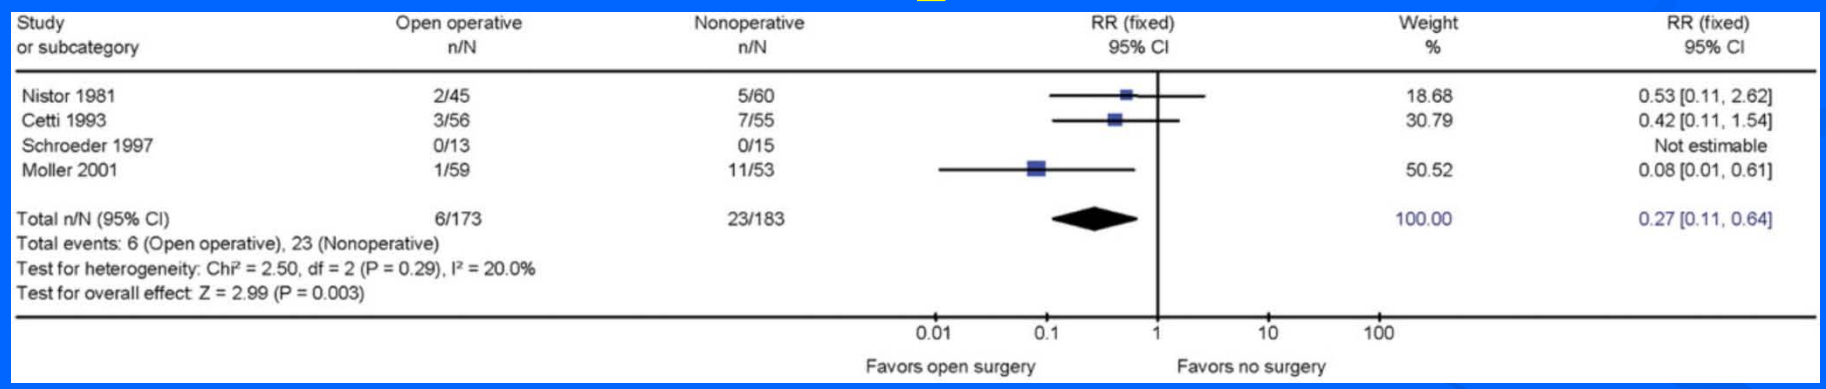 Study Open operative Nonoperative RR (fixed) Weight RR (fixed)
or subcategory n/N n/N 95% CI % 95% CI
Nistor 1981 2/45 5/60 18.68 0.53 [0.11, 2.62]
Cetti 1993 3/56 7/55 30.79 0.42 [0.11, 1.54]
Schroeder 1997 0/13 0/15 Not estimable
Moller 2001 1/59 11/53 50.52 0.08 [0.01, 0.61]
Total n/N (95% CI) 6/173 23/183 100.00 0.27 [0.11, 0.64]
Total events: 6 (Open operative), 23 (Nonoperative)
Test for heterogeneity: Chi² = 2.50, df = 2 (P = 0.29), I² = 20.0%
Test for overall effect: Z = 2.99 (P = 0.003)
0.01 0.1 1 10 100
Favors open surgery Favors no surgery